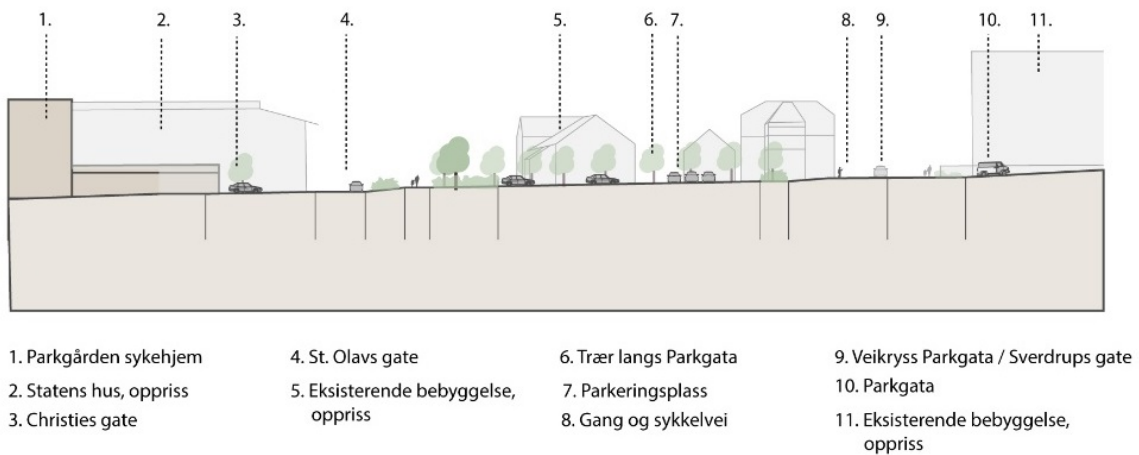 1. 2. 3. 4. 5. 6. 7. 8. 9. 10. 11.
1. Parkgården sykehjem
2. Statens hus, oppriss
3. Christies gate
4. St. Olavs gate
5. Eksisterende bebyggelse,
oppriss
6. Trær langs Parkgata
7. Parkeringsplass
8. Gang og sykkelvei
9. Veikryss Parkgata / Sverdrups gate
10. Parkgata
11. Eksisterende bebyggelse,
oppriss